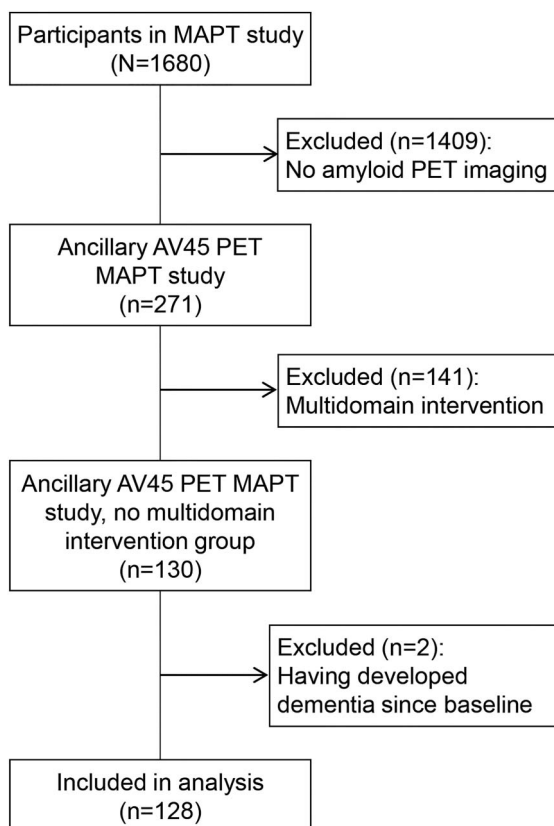 Participants in MAPT study
(N=1680)
Excluded (n=1409):
No amyloid PET imaging
Ancillary AV45 PET
MAPT study
(n=271)
Excluded (n=141):
Multidomain intervention
Ancillary AV45 PET MAPT
study, no multidomain
intervention group
(n=130)
Excluded (n=2):
Having developed
dementia since baseline
Included in analysis
(n=128)